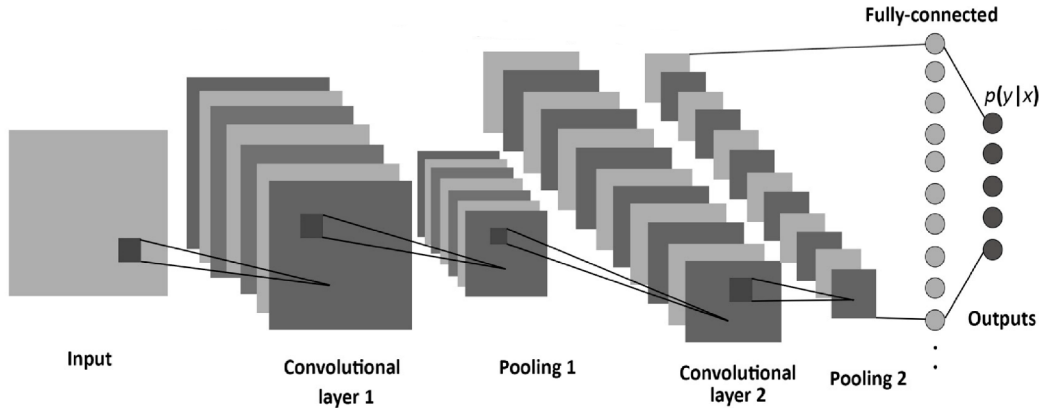 Fully-connected
p(y|x)
Outputs
Input
Convolutional
layer 1
Pooling 1
Convolutional
layer 2
Pooling 2